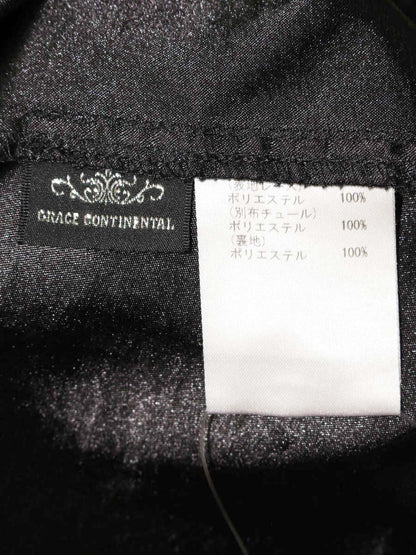 GRACE CONTINENTAL
(表地レース)
ポリエステル 100%
(別布チュール)
ポリエステル 100%
(裏地)
ポリエステル 100%